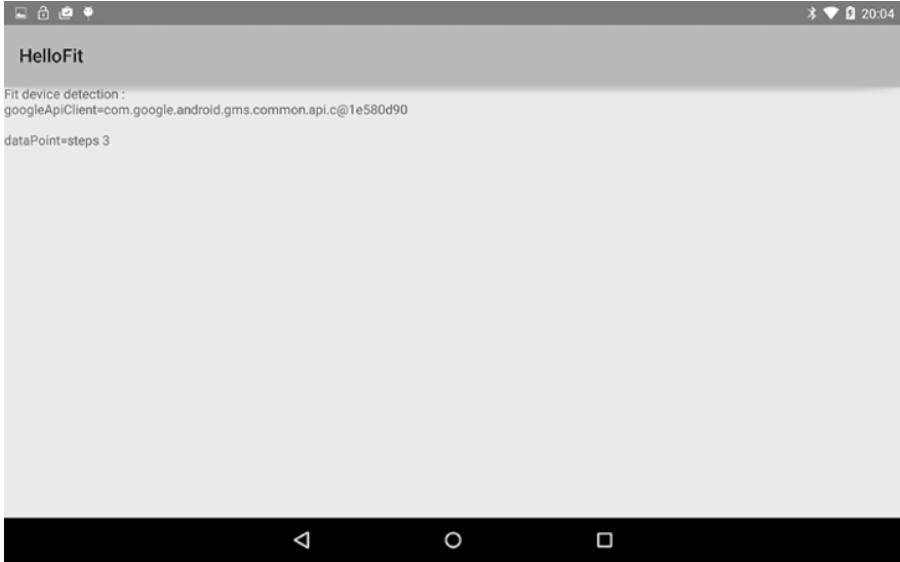 20:04
HelloFit
Fit device detection :
googleApiClient=com.google.android.gms.common.api.c@1e580d90
dataPoint=steps 3